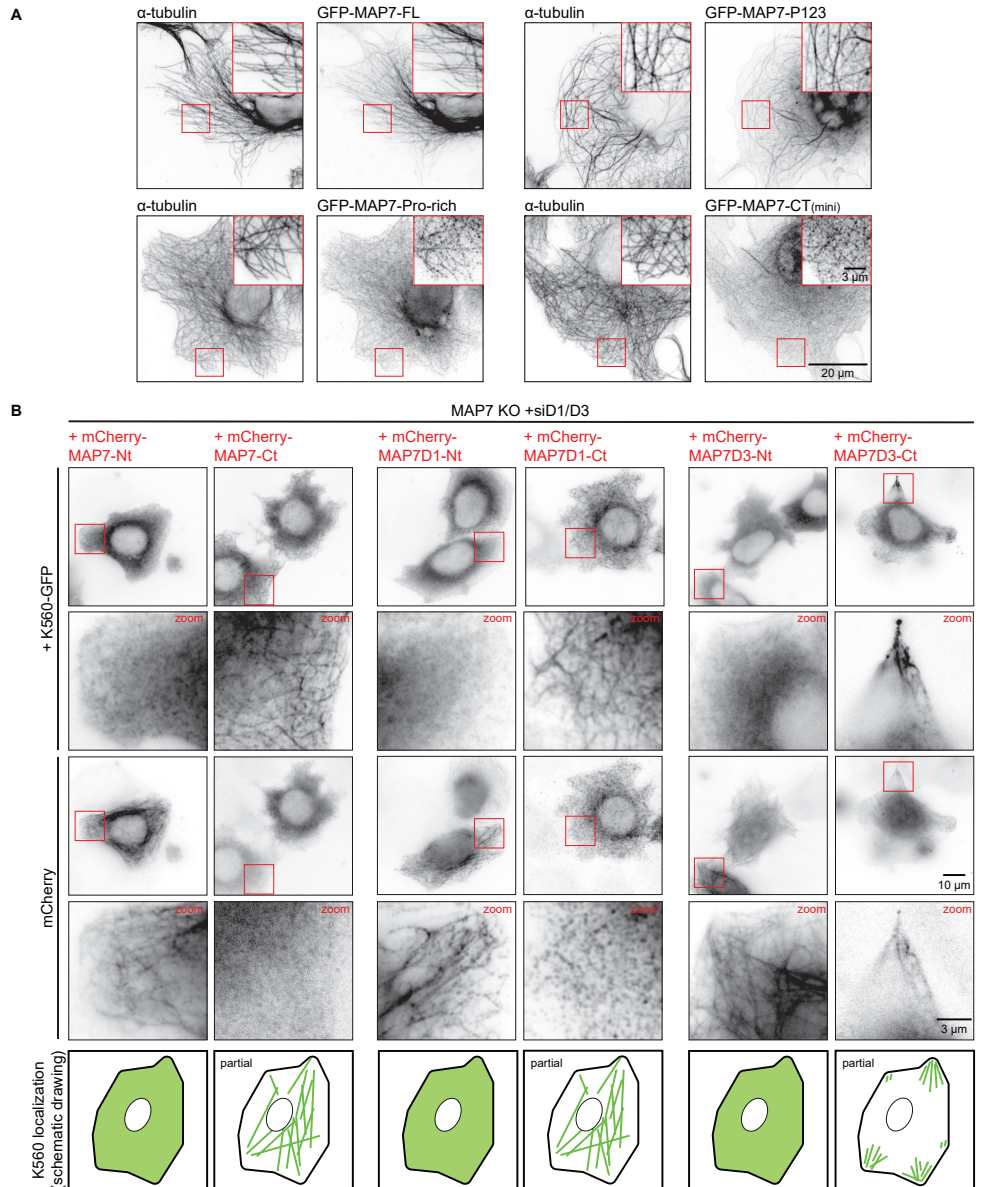 A
α-tubulin
GFP-MAP7-FL
α-tubulin
GFP-MAP7-P123
α-tubulin
GFP-MAP7-Pro-rich
α-tubulin
GFP-MAP7-CT(mini)
3 µm
20 µm
B
MAP7 KO +siD1/D3
+ mCherry-
MAP7-Nt
+ mCherry-
MAP7-Ct
+ mCherry-
MAP7D1-Nt
+ mCherry-
MAP7D1-Ct
+ mCherry-
MAP7D3-Nt
+ mCherry-
MAP7D3-Ct
+ K560-GFP
zoom
zoom
zoom
zoom
zoom
zoom
mCherry
10 µm
zoom
zoom
zoom
zoom
zoom
zoom
3 µm
K560 localization
(schematic drawing)
partial
partial
partial